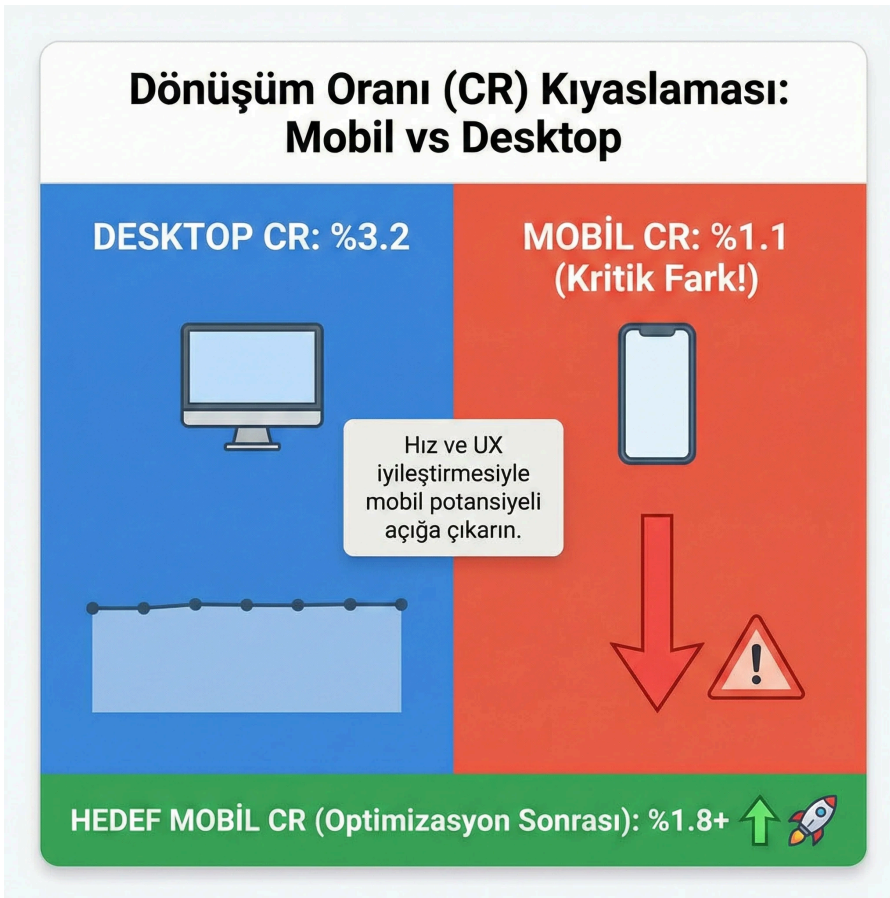 Dönüşüm Oranı (CR) Kıyaslaması:
Mobil vs Desktop
DESKTOP CR: %3.2
MOBİL CR: %1.1
(Kritik Fark!)
Hız ve UX
iyileştirmesiyle
mobil potansiyeli
açığa çıkarın.
HEDEF MOBİL CR (Optimizasyon Sonrası): %1.8+